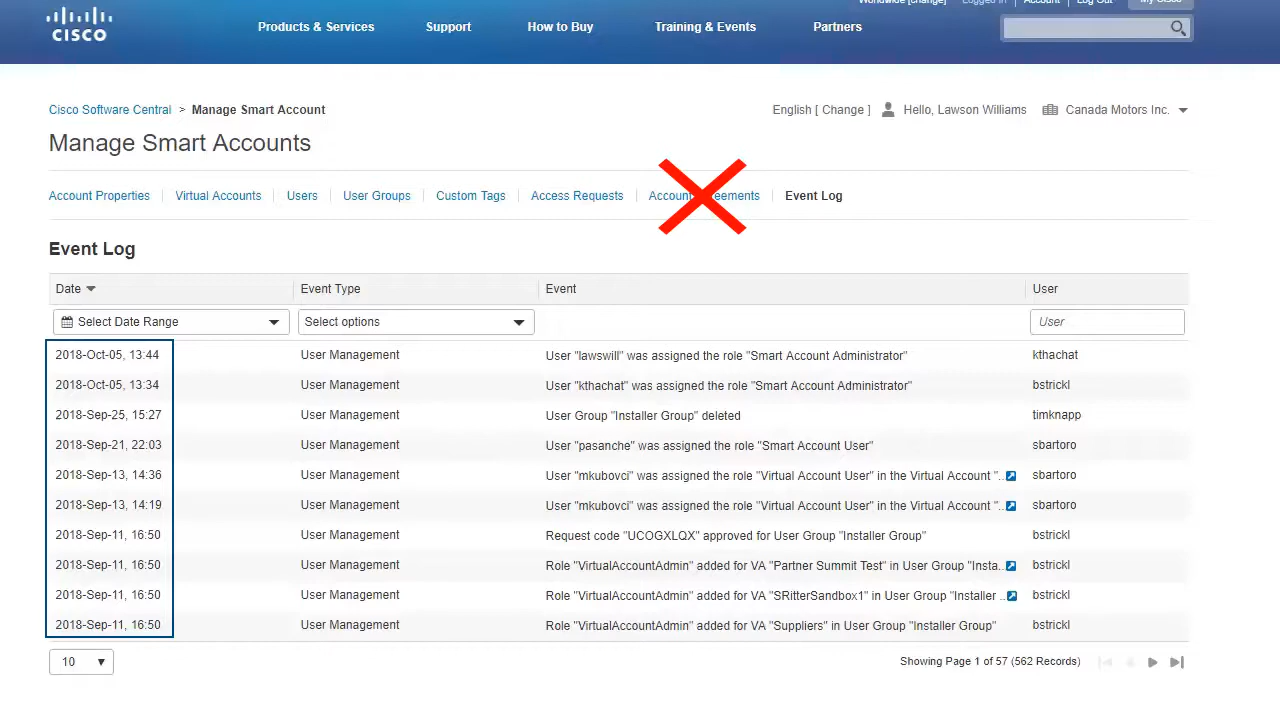 Worldwide [change] Logged In Account Log Out My Cisco
CISCO
Products & Services Support How to Buy Training & Events Partners
Cisco Software Central > Manage Smart Account
English [ Change ] Hello, Lawson Williams Canada Motors Inc.
Manage Smart Accounts
Account Properties Virtual Accounts Users User Groups Custom Tags Access Requests Account eements Event Log
Event Log
Date Event Type Event User
Select Date Range Select options User
2018-Oct-05, 13:44 User Management User "lawswill" was assigned the role "Smart Account Administrator" kthachat
2018-Oct-05, 13:34 User Management User "kthachat" was assigned the role "Smart Account Administrator" bstrickl
2018-Sep-25, 15:27 User Management User Group "Installer Group" deleted timknapp
2018-Sep-21, 22:03 User Management User "pasanche" was assigned the role "Smart Account User" sbartoro
2018-Sep-13, 14:36 User Management User "mkubovci" was assigned the role "Virtual Account User" in the Virtual Account ".. sbartoro
2018-Sep-13, 14:19 User Management User "mkubovci" was assigned the role "Virtual Account User" in the Virtual Account ".. sbartoro
2018-Sep-11, 16:50 User Management Request code "UCOGXLQX" approved for User Group "Installer Group" bstrickl
2018-Sep-11, 16:50 User Management Role "VirtualAccountAdmin" added for VA "Partner Summit Test" in User Group "Insta.. bstrickl
2018-Sep-11, 16:50 User Management Role "VirtualAccountAdmin" added for VA "SRitterSandbox1" in User Group "Installer .. bstrickl
2018-Sep-11, 16:50 User Management Role "VirtualAccountAdmin" added for VA "Suppliers" in User Group "Installer Group" bstrickl
10 Showing Page 1 of 57 (562 Records)